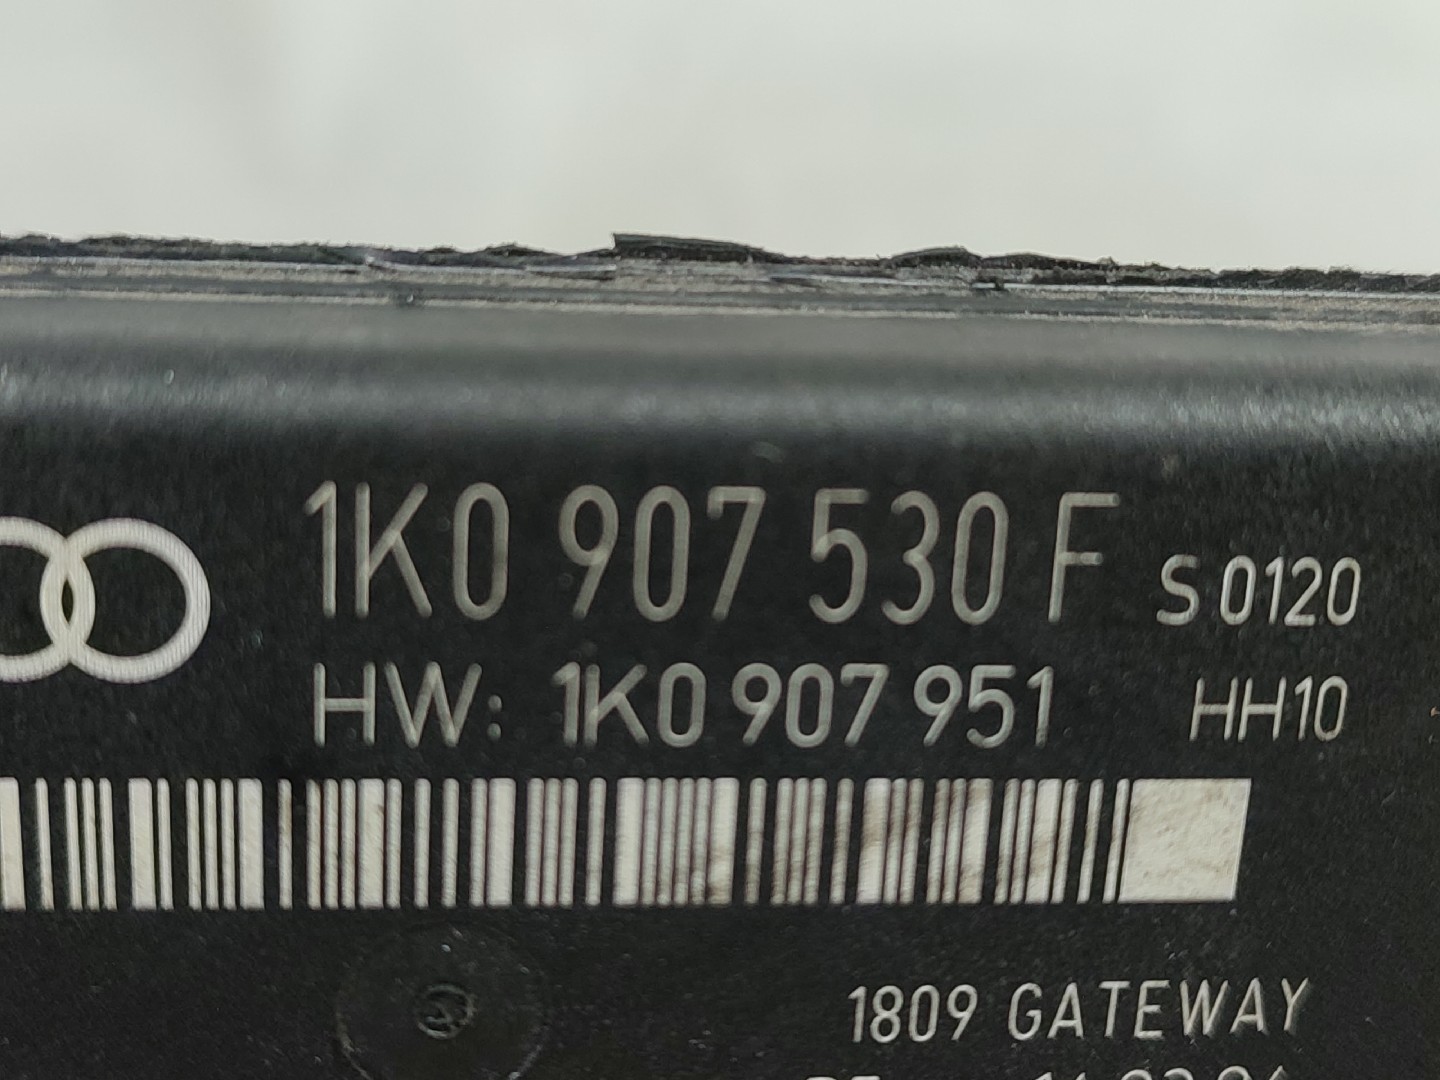 1K0 907 530 F S 0120
HW: 1K0 907 951 HH10
1809 GATEWAY